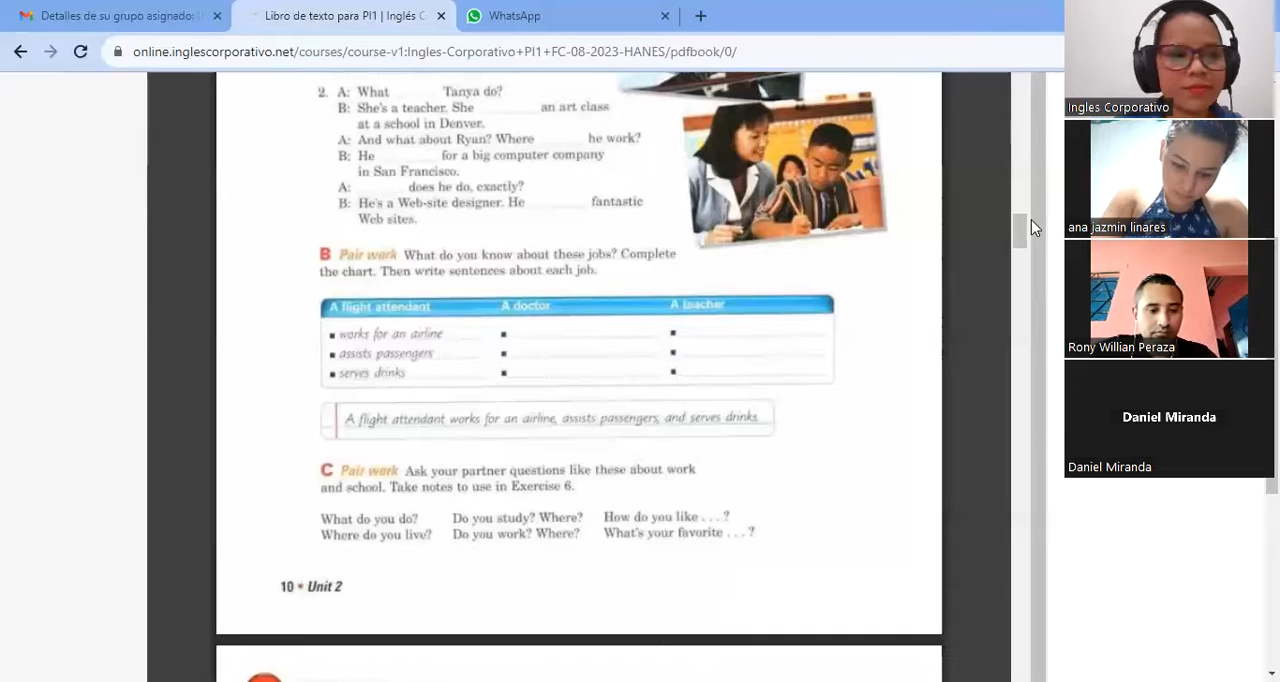 Detalles de su grupo asignado:
Libro de texto para PI1 | Inglés C
WhatsApp
online.inglescorporativo.net/courses/course-v1:Ingles-Corporativo+PI1+FC-08-2023-HANES/pdfbook/0/
2. A: What ____ Tanya do?
B: She's a teacher. She ____ an art class
at a school in Denver.
A: And what about Ryan? Where ____ he work?
B: He ____ for a big computer company
in San Francisco.
A: ____ does he do, exactly?
B: He's a Web-site designer. He ____ fantastic
Web sites.
B Pair work What do you know about these jobs? Complete
the chart. Then write sentences about each job.
A flight attendant A doctor A teacher
■ works for an airline ■ ■
■ assists passengers ■ ■
■ serves drinks ■ ■
A flight attendant works for an airline, assists passengers, and serves drinks.
C Pair work Ask your partner questions like these about work
and school. Take notes to use in Exercise 6.
What do you do? Do you study? Where? How do you like . . . ?
Where do you live? Do you work? Where? What's your favorite . . . ?
10 • Unit 2
Ingles Corporativo
ana jazmin linares
Rony Willian Peraza
Daniel Miranda
Daniel Miranda